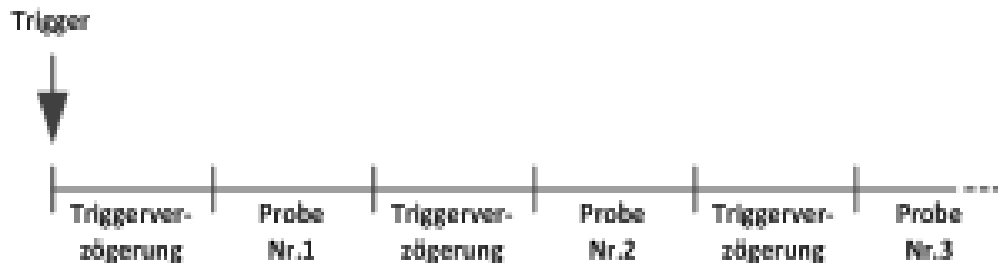 Trigger
Triggerver-
zögerung
Probe
Nr.1
Triggerver-
zögerung
Probe
Nr.2
Triggerver-
zögerung
Probe
Nr.3